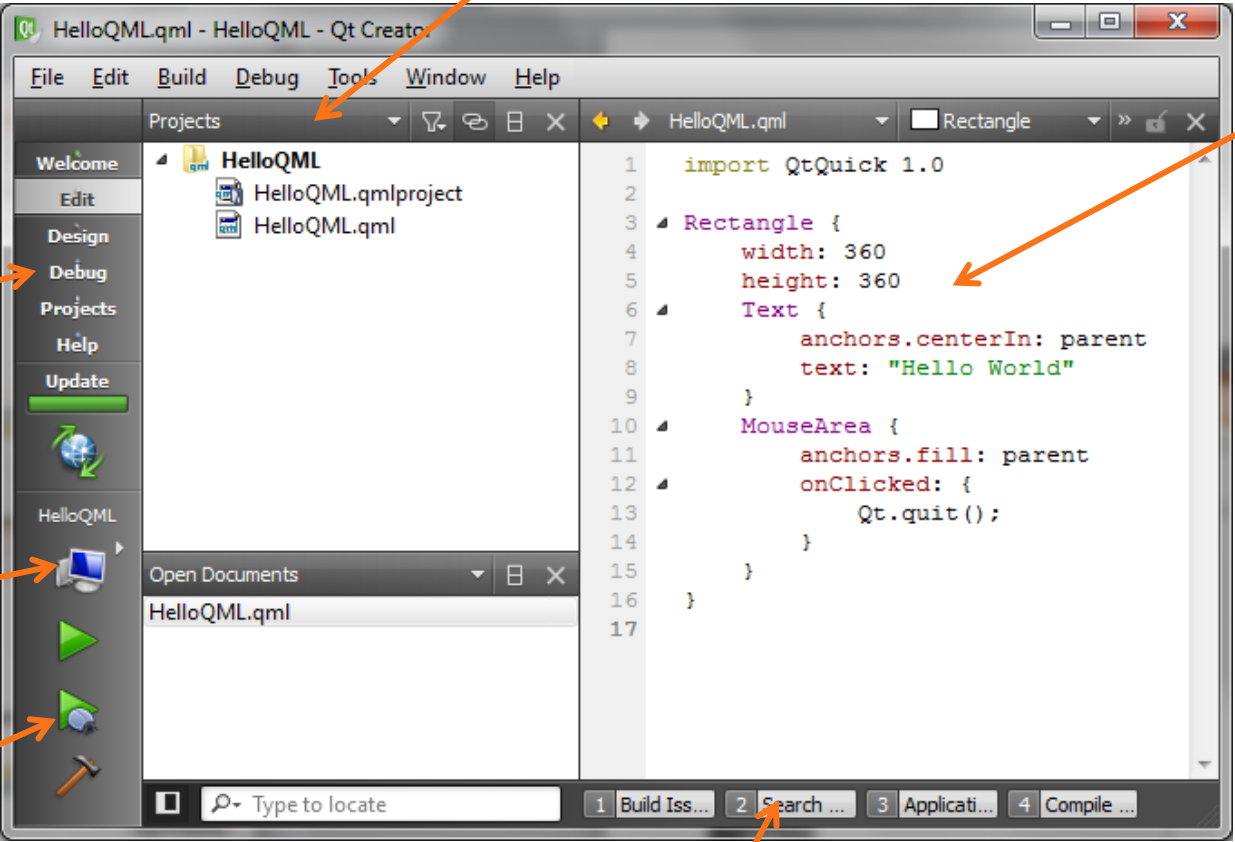 HelloQML.qml - HelloQML - Qt Creator
File Edit Build Debug Tools Window Help
Projects
HelloQML.qml
Rectangle
»
Welcome
Edit
Design
Debug
Projects
Help
Update
HelloQML
HelloQML
HelloQML.qmlproject
HelloQML.qml
Open Documents
HelloQML.qml
1 import QtQuick 1.0
2
3 Rectangle {
4 width: 360
5 height: 360
6 Text {
7 anchors.centerIn: parent
8 text: "Hello World"
9 }
10 MouseArea {
11 anchors.fill: parent
12 onClicked: {
13 Qt.quit();
14 }
15 }
16 }
17
Type to locate
1 Build Iss... 2 Search ... 3 Applicati... 4 Compile ...